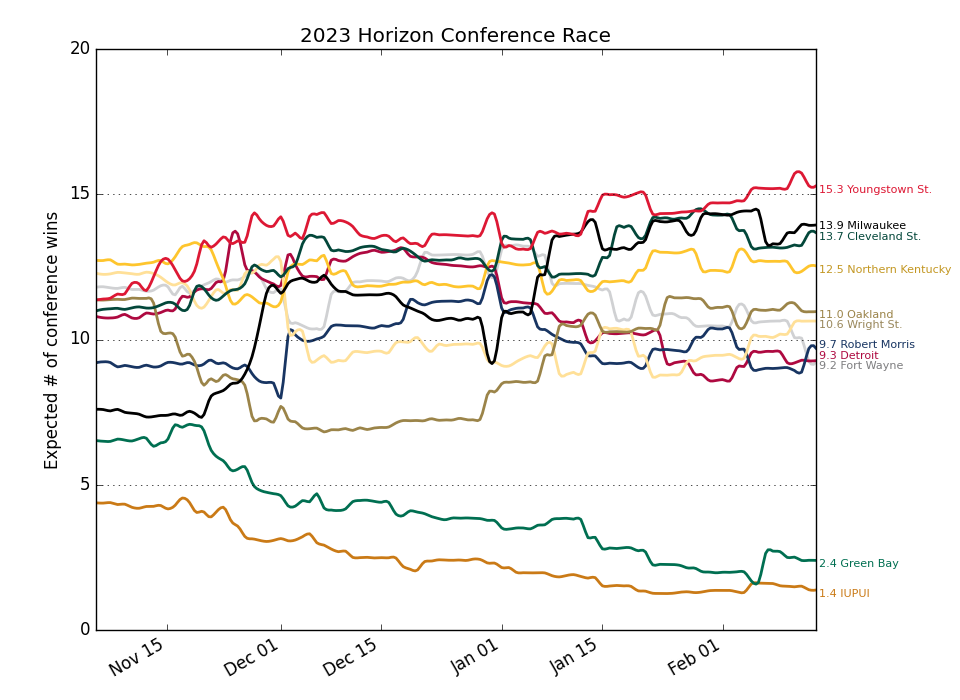 2023 Horizon Conference Race
Expected # of conference wins
20
15
10
5
0
Nov 15
Dec 01
Dec 15
Jan 01
Jan 15
Feb 01
15.3 Youngstown St.
13.9 Milwaukee
13.7 Cleveland St.
12.5 Northern Kentucky
11.0 Oakland
10.6 Wright St.
9.7 Robert Morris
9.3 Detroit
9.2 Fort Wayne
2.4 Green Bay
1.4 IUPUI